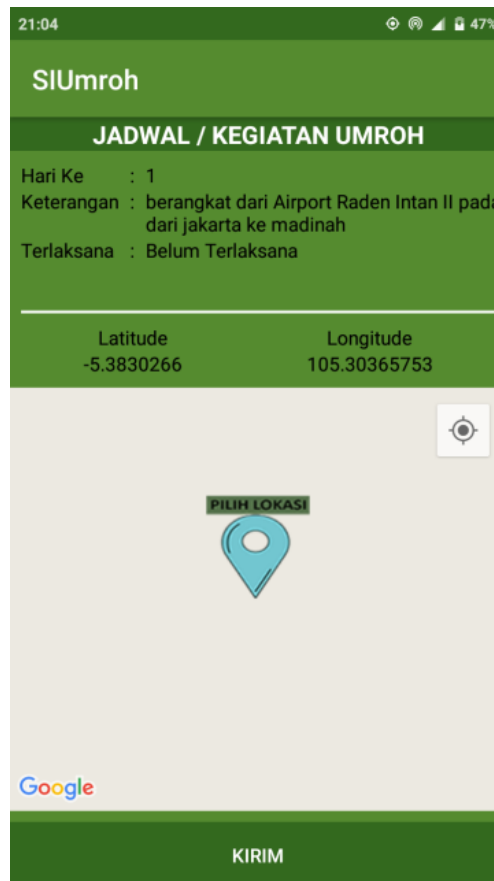 21:04 47%
SIUmroh
JADWAL / KEGIATAN UMROH
Hari Ke : 1
Keterangan : berangkat dari Airport Raden Intan II pada
dari jakarta ke madinah
Terlaksana : Belum Terlaksana
Latitude Longitude
-5.3830266 105.30365753
PILIH LOKASI
Google
KIRIM